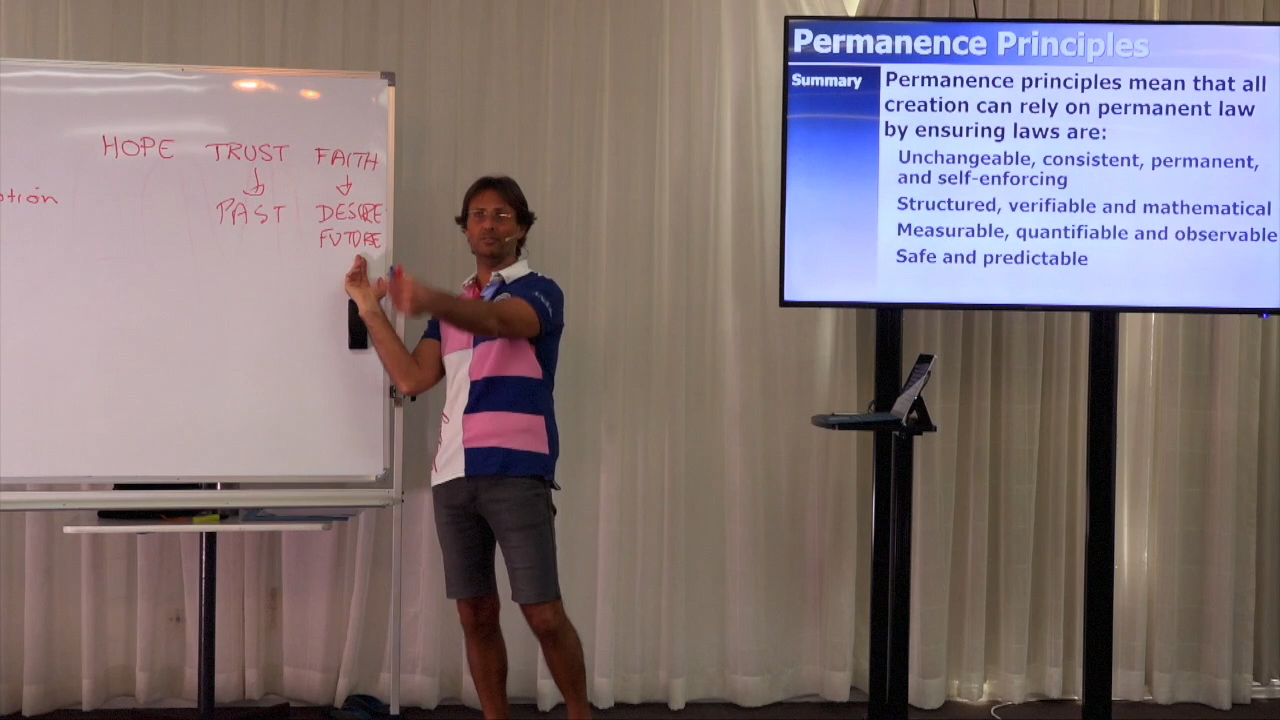 HOPE TRUST FAITH
PAST DESIRE
FUTURE
Permanence Principles
Summary
Permanence principles mean that all
creation can rely on permanent law
by ensuring laws are:
Unchangeable, consistent, permanent,
and self-enforcing
Structured, verifiable and mathematical
Measurable, quantifiable and observable
Safe and predictable